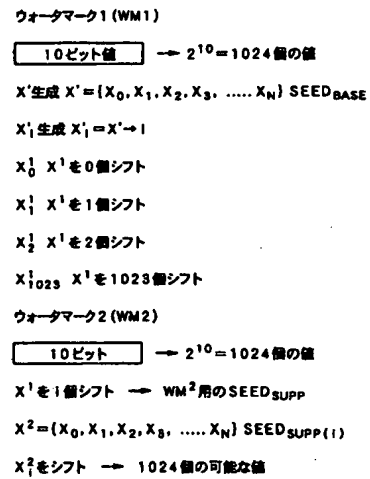 ウォータマーク1(WM1)
10ビット値 → 2¹⁰=1024個の値
X'生成 X'={X₀,X₁,X₂,X₃, ..... X_N} SEED_BASE
X'ᵢ生成 X'ᵢ=X'→i
X¹₀ X¹を0個シフト
X¹₁ X¹を1個シフト
X¹₂ X¹を2個シフト
X¹₁₀₂₃ X¹を1023個シフト
ウォータマーク2(WM2)
10ビット → 2¹⁰=1024個の値
X¹をi個シフト → WM²用のSEED_SUPP
X²={X₀,X₁,X₂,X₃, ..... X_N} SEED_SUPP(i)
X²ᵢをシフト → 1024個の可能な値